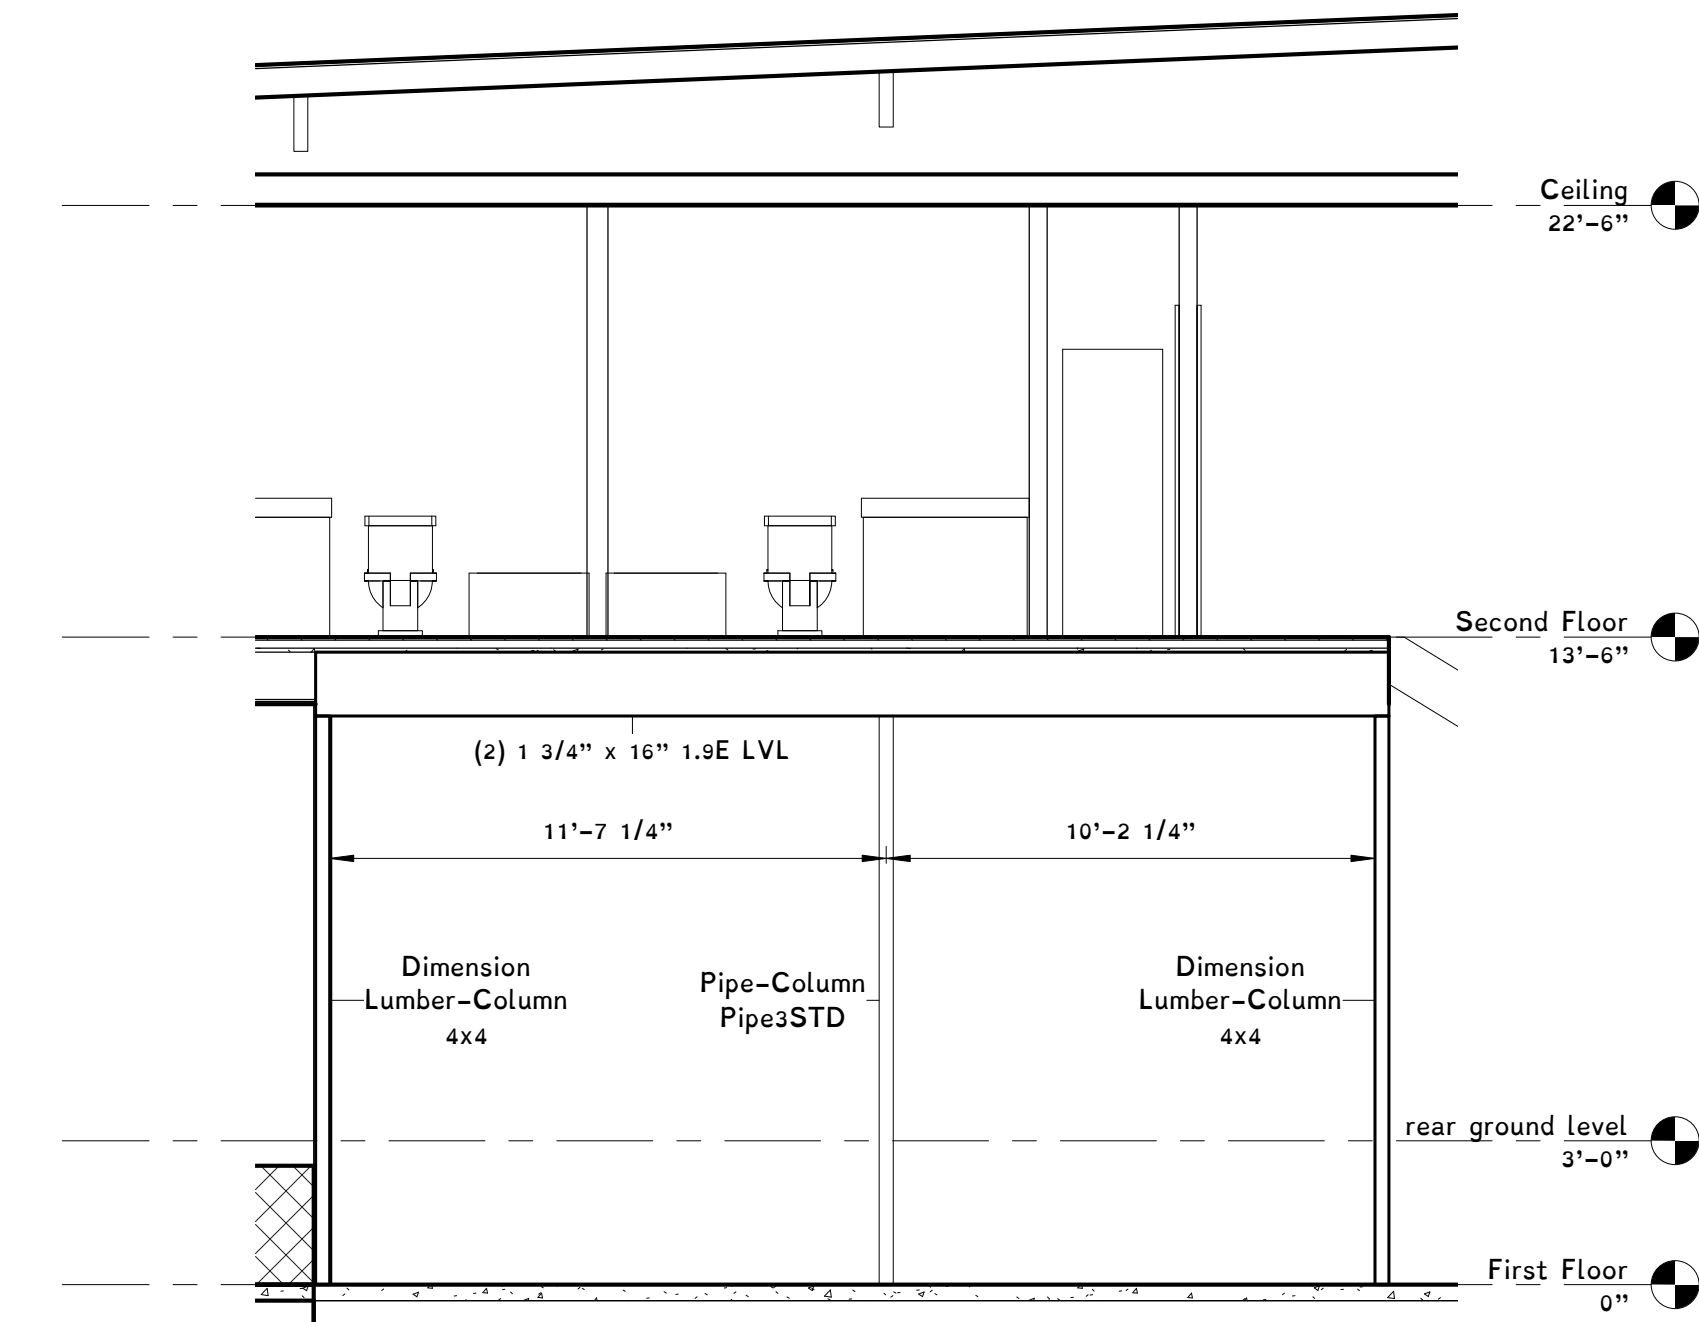 Ceiling
22’-6”
Second Floor
13’-6”
(2) 1 3/4” x 16” 1.9E LVL
11’-7 1/4”
10’-2 1/4”
Dimension
Lumber-Column
4x4
Pipe-Column
Pipe3STD
Dimension
Lumber-Column
4x4
rear ground level
3’-0”
First Floor
0”